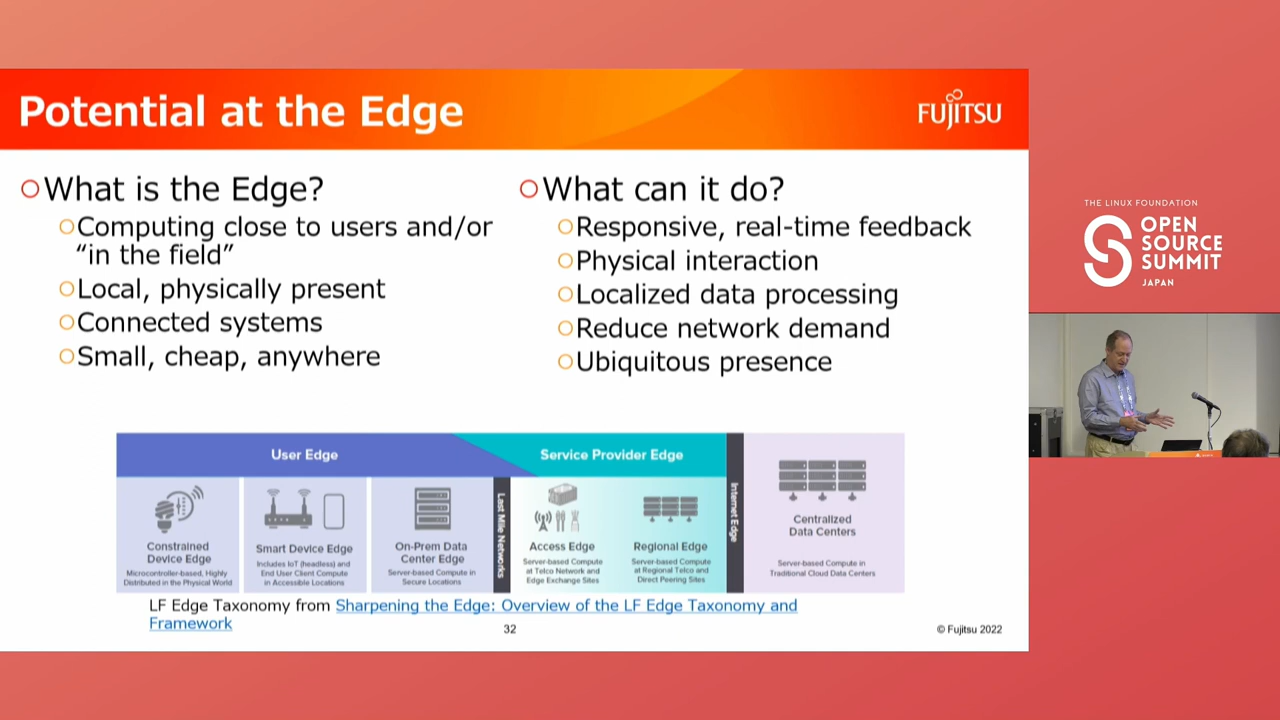 Potential at the Edge
FUJITSU
What is the Edge?
Computing close to users and/or
“in the field”
Local, physically present
Connected systems
Small, cheap, anywhere
What can it do?
Responsive, real-time feedback
Physical interaction
Localized data processing
Reduce network demand
Ubiquitous presence
User Edge
Service Provider Edge
Constrained
Device Edge
Microcontroller-based, Highly
Distributed in the Physical World
Smart Device Edge
Includes IoT (headless) and
End User Client Compute
in Accessible Locations
On-Prem Data
Center Edge
Server-based Compute in
Secure Locations
Last Mile Networks
Access Edge
Server-based Compute
at Telco Network and
Edge Exchange Sites
Regional Edge
Server-based Compute
at Regional Telco and
Direct Peering Sites
Internet Edge
Centralized
Data Centers
Server-based Compute in
Traditional Cloud Data Centers
LF Edge Taxonomy from Sharpening the Edge: Overview of the LF Edge Taxonomy and
Framework
32
© Fujitsu 2022
THE LINUX FOUNDATION
OPEN
SOURCE
SUMMIT
JAPAN